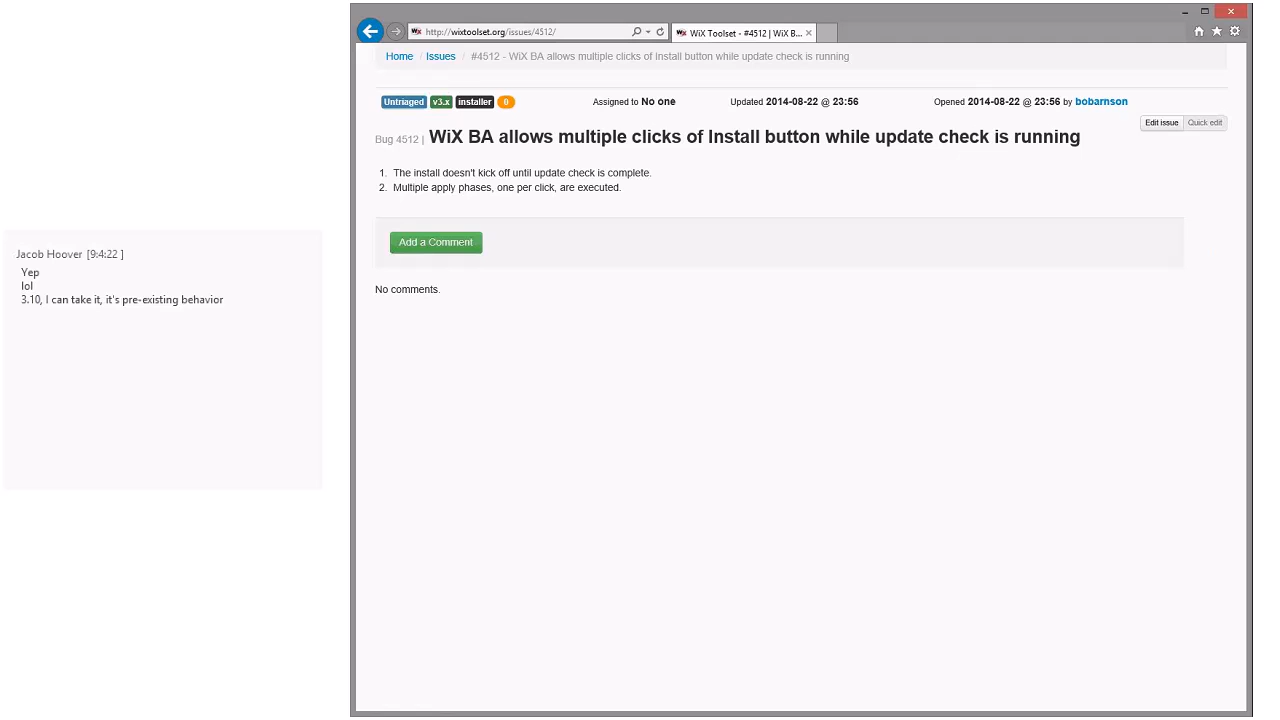 Jacob Hoover [9:4:22 ]
Yep
lol
3.10, I can take it, it's pre-existing behavior
http://wixtoolset.org/issues/4512/
WiX Toolset - #4512 | WiX B...
Home / Issues / #4512 - WiX BA allows multiple clicks of Install button while update check is running
Untriaged v3.x installer 0 Assigned to No one Updated 2014-08-22 @ 23:56 Opened 2014-08-22 @ 23:56 by bobarnson
Edit issue Quick edit
Bug 4512 | WiX BA allows multiple clicks of Install button while update check is running
1. The install doesn't kick off until update check is complete.
2. Multiple apply phases, one per click, are executed.
Add a Comment
No comments.